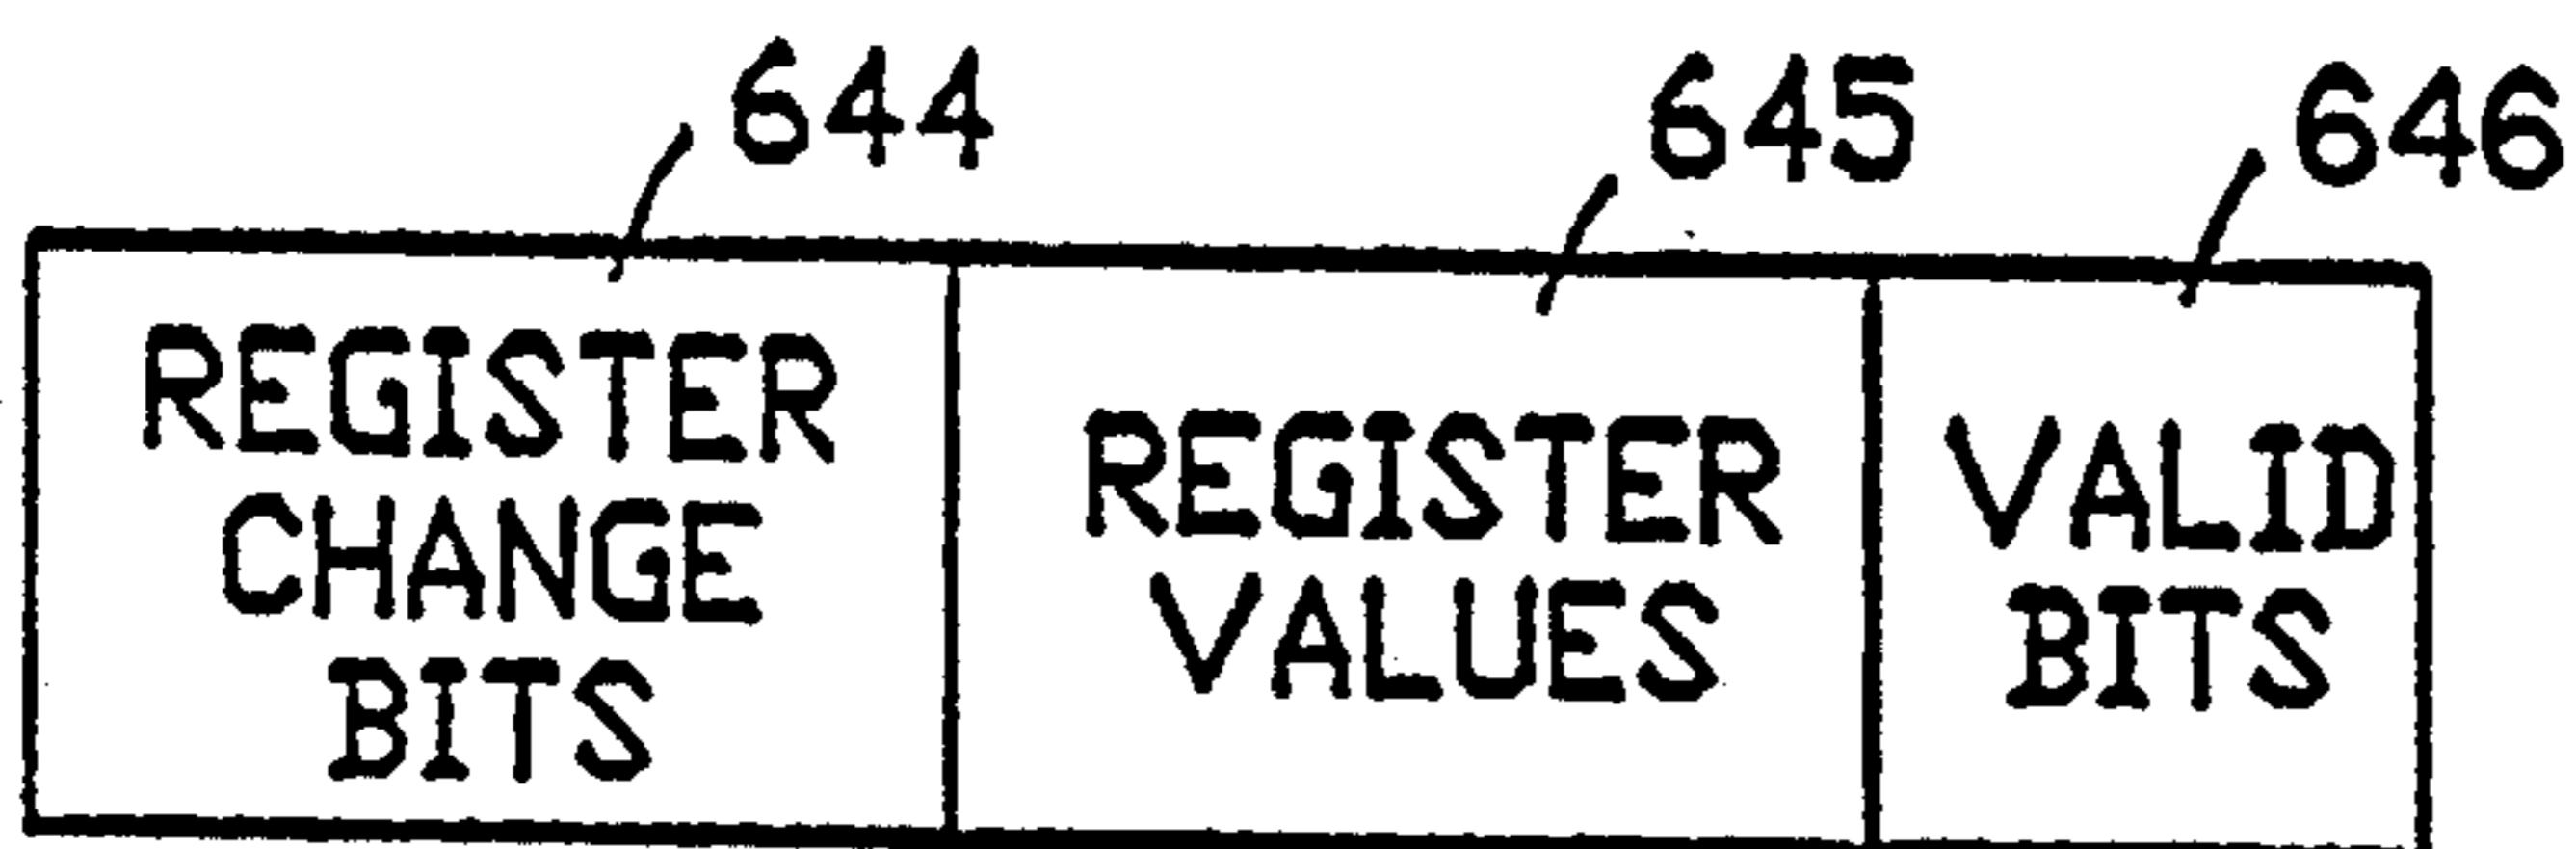 644
645
646
REGISTER
CHANGE
BITS
REGISTER
VALUES
VALID
BITS